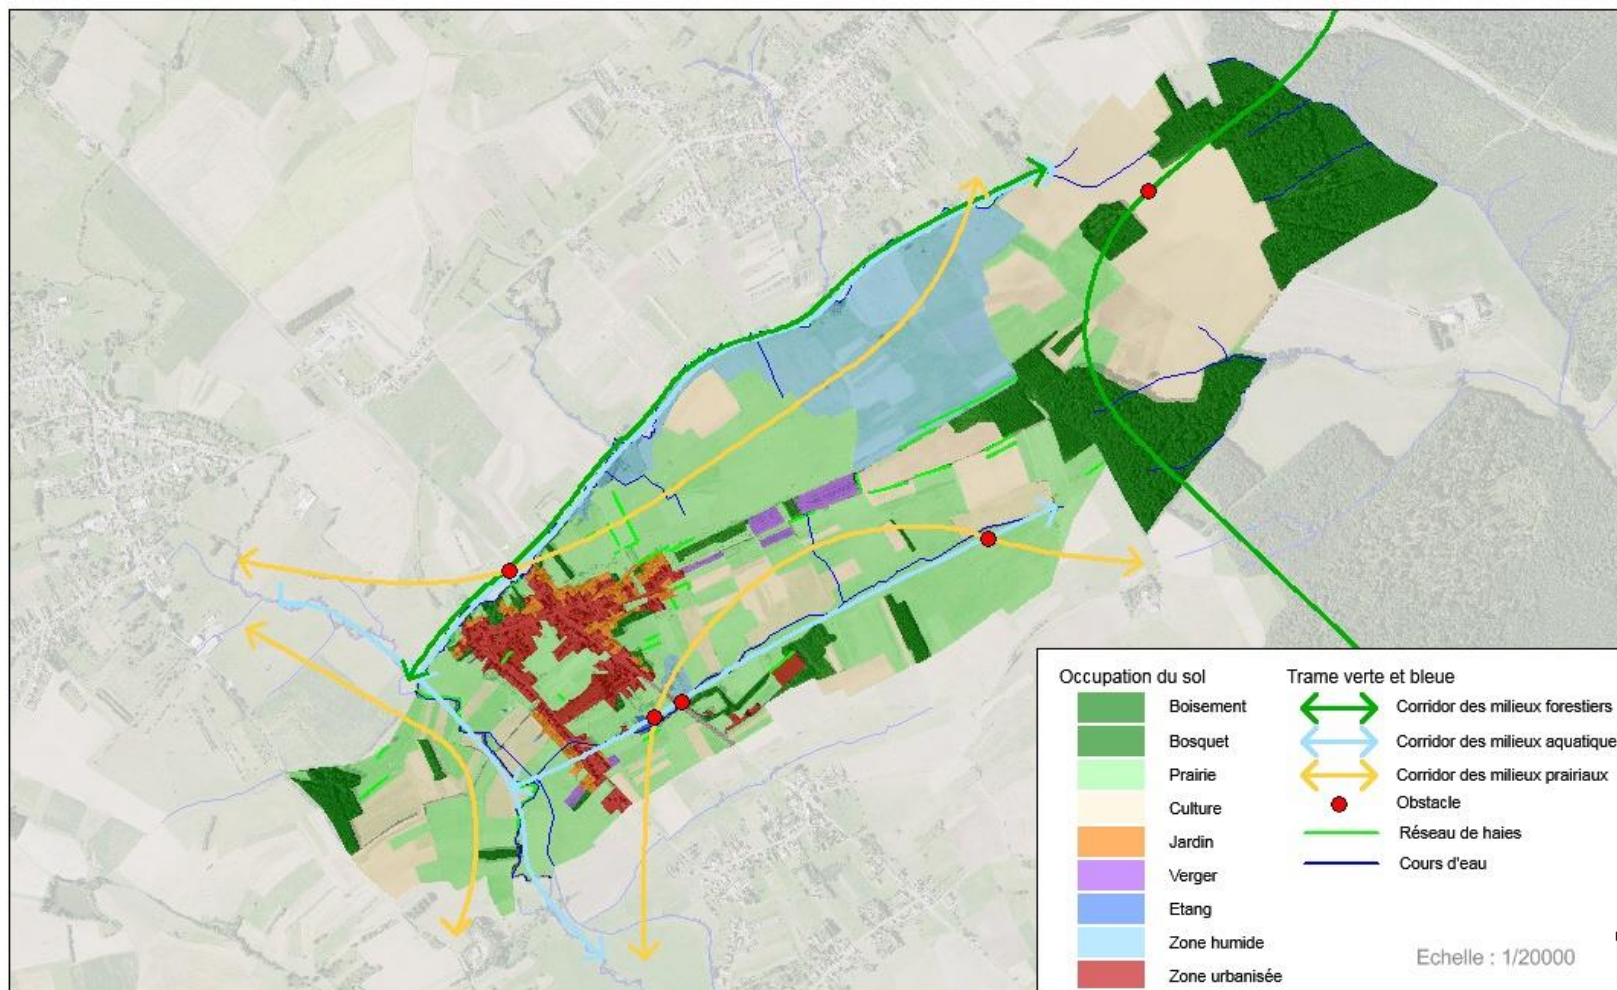 Occupation du sol
Boisement
Bosquet
Prairie
Culture
Jardin
Verger
Etang
Zone humide
Zone urbanisée
Trame verte et bleue
Corridor des milieux forestiers
Corridor des milieux aquatique
Corridor des milieux prairiaux
Obstacle
Réseau de haies
Cours d'eau
Echelle : 1/20000